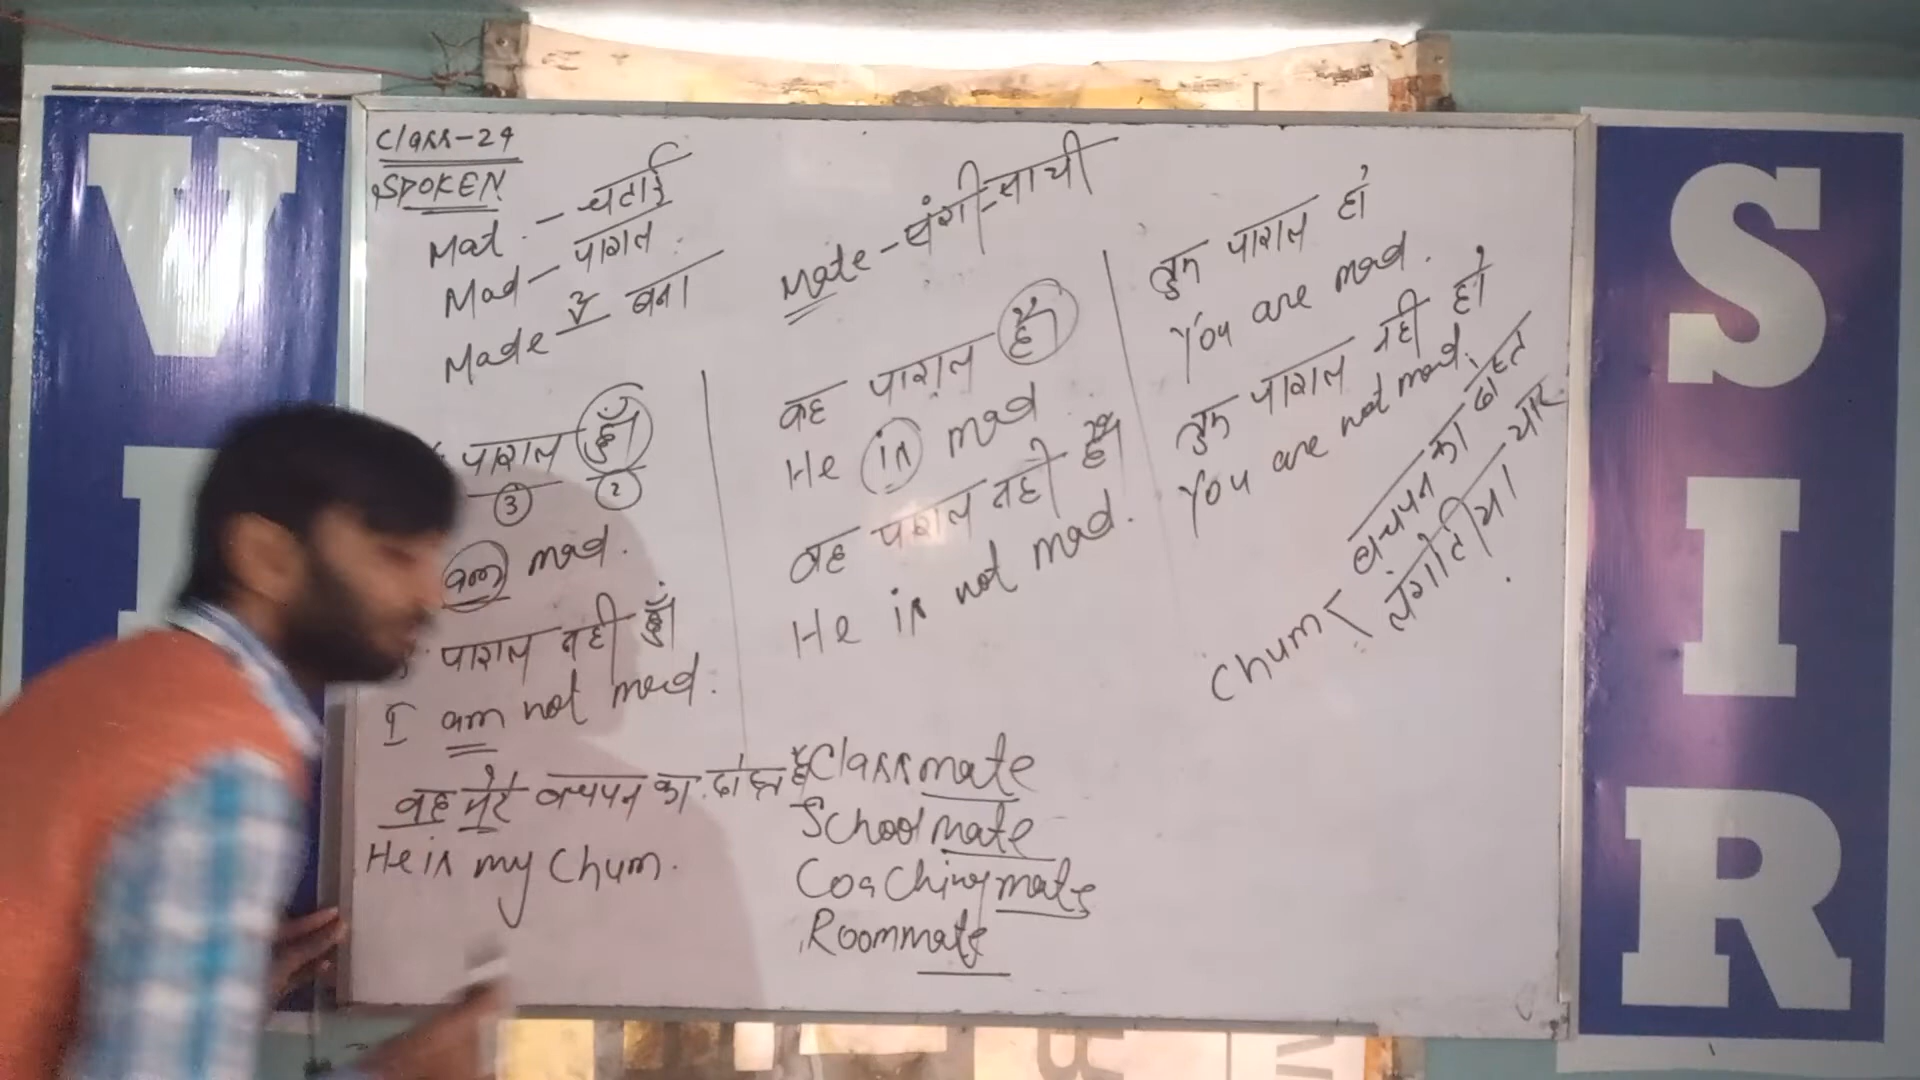 Class-24
SPOKEN
Mat - चटाई
Mad - पागल
Made से बना
Mate - संगी-साथी
पागल हूँ
3 2
am mad.
पागल नहीं हूँ
I am not mad.
वह पागल है
He is mad
वह पागल नहीं है
He is not mad.
तुम पागल हो
You are mad.
तुम पागल नहीं हो
You are not mad.
Chum - बचपन का दोस्त
लंगोटीया यार
वह मेरे बचपन का दोस्त है
He is my Chum.
Classmate
Schoolmate
Coachingmate
Roommate
V
SIR